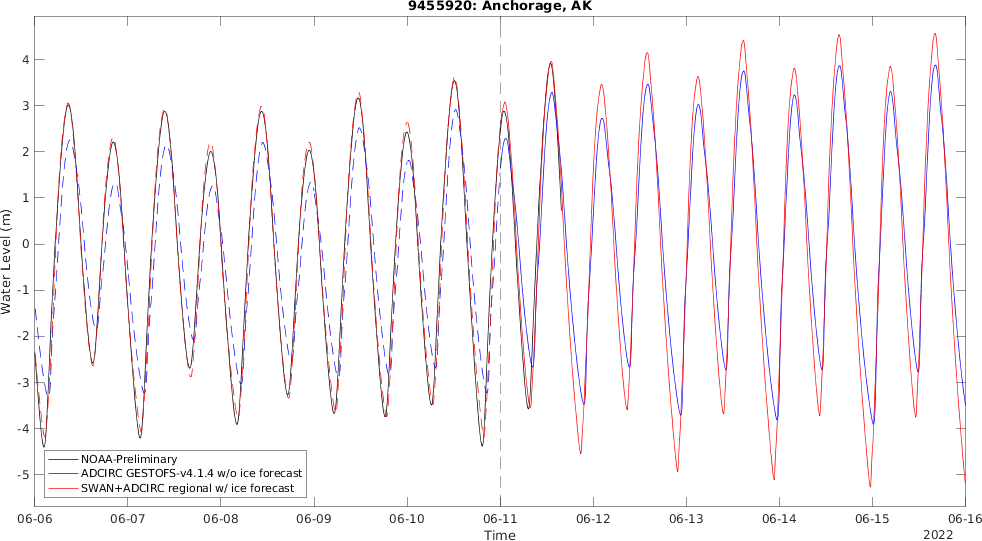 9455920: Anchorage, AK
Water Level (m)
4
3
2
1
0
-1
-2
-3
-4
-5
NOAA-Preliminary
ADCIRC GESTOFS-v4.1.4 w/o ice forecast
SWAN+ADCIRC regional w/ ice forecast
06-06 06-07 06-08 06-09 06-10 06-11 06-12 06-13 06-14 06-15 06-16
Time
2022